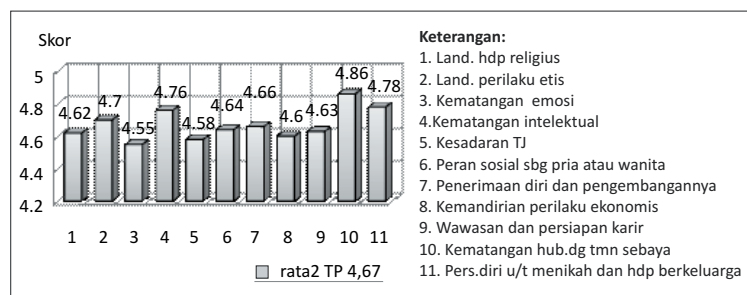 Skor
5
4.8
4.6
4.4
4.2
4.62
4.7
4.55
4.76
4.58
4.64
4.66
4.6
4.63
4.86
4.78
1 2 3 4 5 6 7 8 9 10 11
rata2 TP 4,67
Keterangan:
1. Land. hdp religius
2. Land. perilaku etis
3. Kematangan emosi
4.Kematangan intelektual
5. Kesadaran TJ
6. Peran sosial sbg pria atau wanita
7. Penerimaan diri dan pengembangannya
8. Kemandirian perilaku ekonomis
9. Wawasan dan persiapan karir
10. Kematangan hub.dg tmn sebaya
11. Pers.diri u/t menikah dan hdp berkeluarga